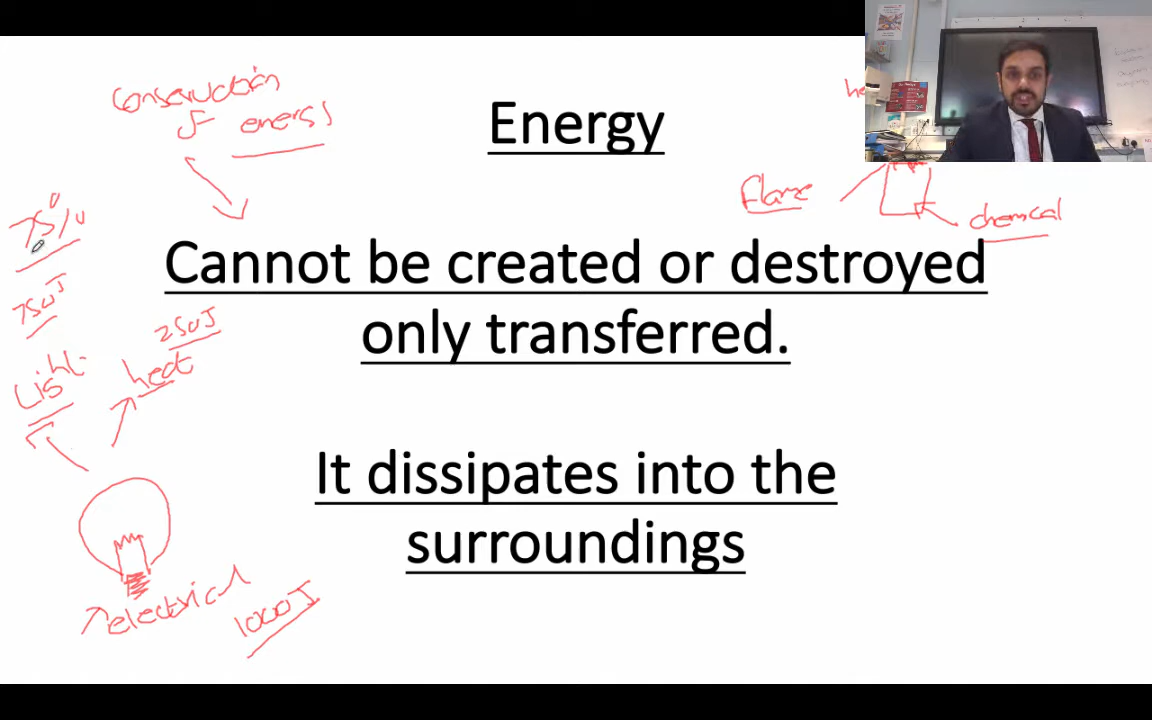 Conservation
of energy
Energy
flame
chemical
75%
Cannot be created or destroyed
only transferred.
750J
250J
Light
heat
It dissipates into the
surroundings
electrical
1000J